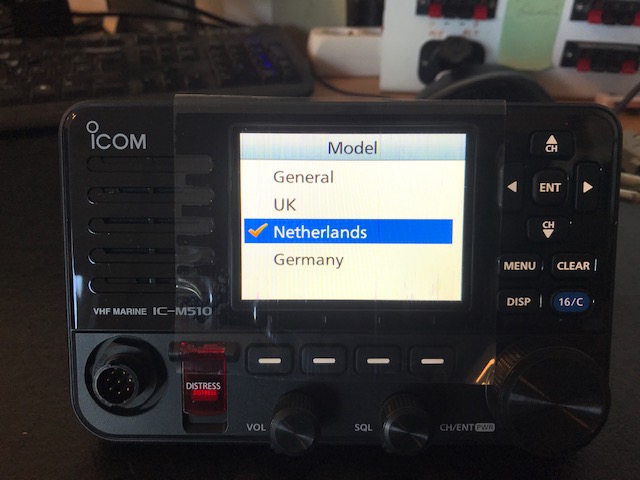 ICOM
Model
General
UK
Netherlands
Germany
CH
ENT
CH
MENU
CLEAR
DISP
16/C
VHF MARINE IC-M510
DISTRESS
DISTRESS
VOL
SQL
CH/ENT PWR